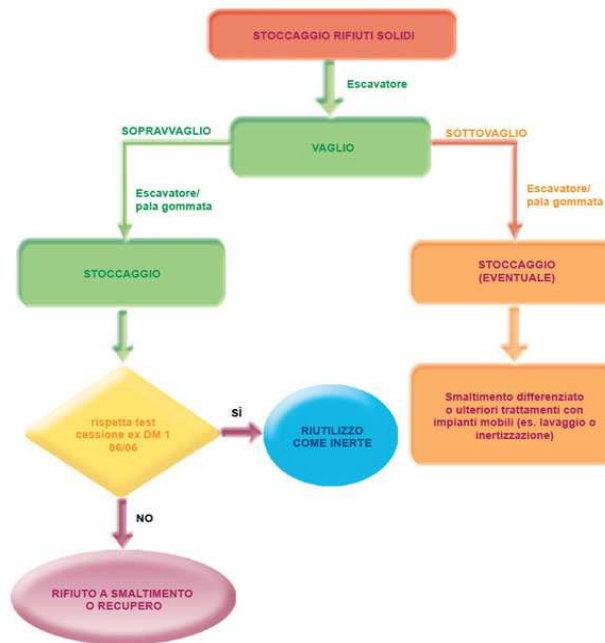 STOCCAGGIO RIFIUTI SOLIDI
Escavatore
SOPRAVVAGLIO
SOTTOVAGLIO
VAGLIO
Escavatore/
pala gommata
Escavatore/
pala gommata
STOCCAGGIO
STOCCAGGIO
(EVENTUALE)
rispetta test
cessione ex DM 1
86/06
SÌ
RIUTILIZZO
COME INERTE
Smaltimento differenziato
o ulteriori trattamenti con
impianti mobili (es. lavaggio o
inertizzazione)
NO
RIFIUTO A SMALTIMENTO
O RECUPERO